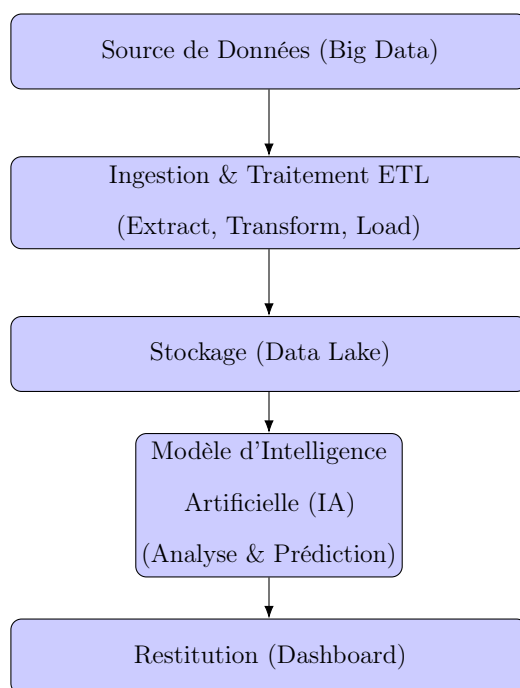 Source de Données (Big Data)
Ingestion & Traitement ETL
(Extract, Transform, Load)
Stockage (Data Lake)
Modèle d'Intelligence
Artificielle (IA)
(Analyse & Prédiction)
Restitution (Dashboard)